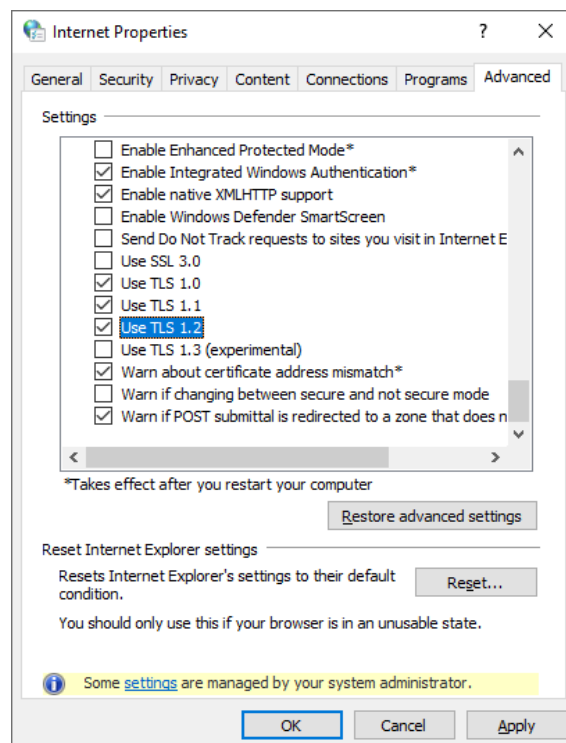 Internet Properties
?
General Security Privacy Content Connections Programs Advanced
Settings
Enable Enhanced Protected Mode*
Enable Integrated Windows Authentication*
Enable native XMLHTTP support
Enable Windows Defender SmartScreen
Send Do Not Track requests to sites you visit in Internet E
Use SSL 3.0
Use TLS 1.0
Use TLS 1.1
Use TLS 1.2
Use TLS 1.3 (experimental)
Warn about certificate address mismatch*
Warn if changing between secure and not secure mode
Warn if POST submittal is redirected to a zone that does n
*Takes effect after you restart your computer
Restore advanced settings
Reset Internet Explorer settings
Resets Internet Explorer's settings to their default
condition.
Reset...
You should only use this if your browser is in an unusable state.
Some settings are managed by your system administrator.
OK Cancel Apply